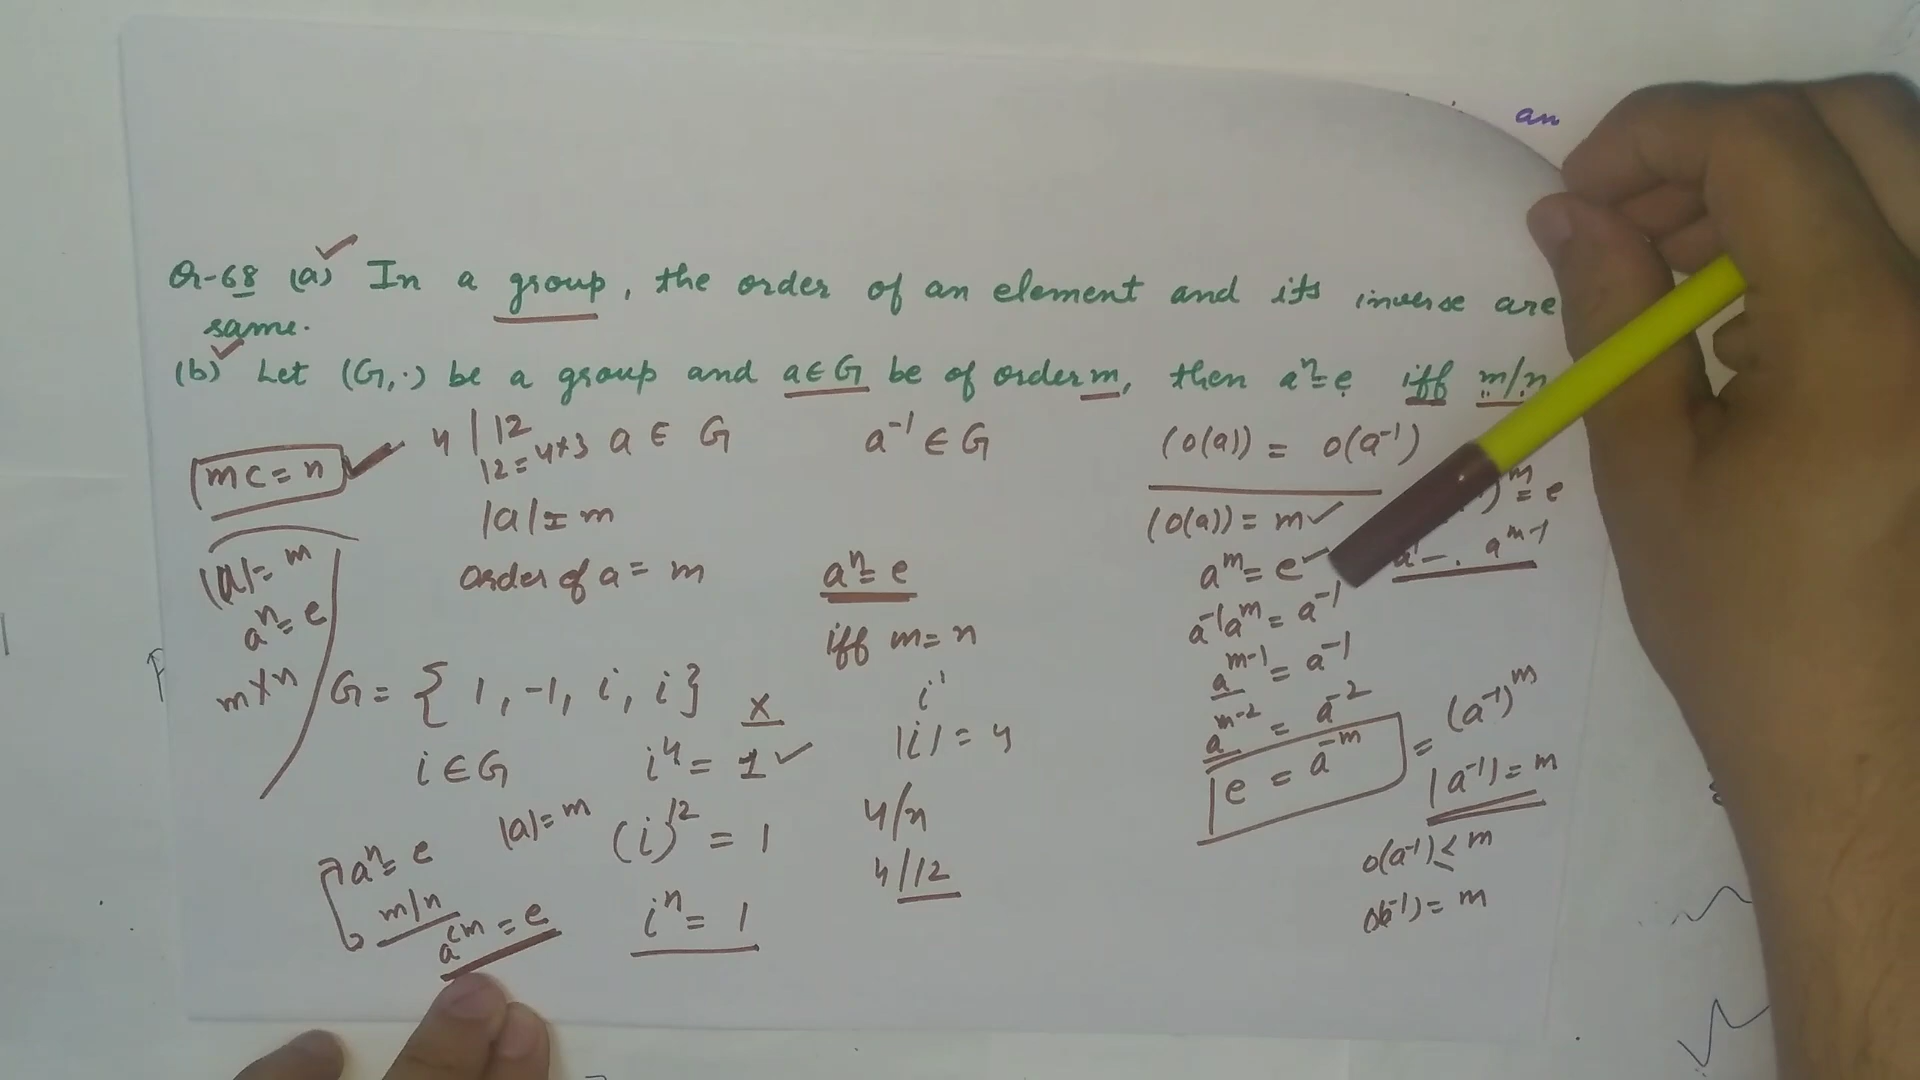 an
Q-68 (a) In a group, the order of an element and its inverse are
same.
(b) Let (G,·) be a group and a∈G be of order m, then aⁿ=e iff m/n
mc = n
4 | 12
12 = 4*3
a ∈ G
a⁻¹ ∈ G
(o(a)) = o(a⁻¹)
|a| = m
(o(a)) = m ✓
)ᵐ = e
|a| = m
order of a = m
aⁿ = e
aᵐ = e
aᵐ⁻¹
aⁿ = e
iff m = n
a⁻¹aᵐ = a⁻¹
m∤n
G = { 1, -1, i, i}
x
i¹
aᵐ⁻¹ = a⁻¹
i ∈ G
i⁴ = 1 ✓
|i| = 4
aᵐ⁻² = a⁻²
e = a⁻ᵐ = (a⁻¹)ᵐ
|a⁻¹) = m
|a| = m
(i)¹² = 1
4/n
o(a⁻¹) ≤ m
aⁿ = e
m/n
4/12
aᶜᵐ = e
iⁿ = 1
= m